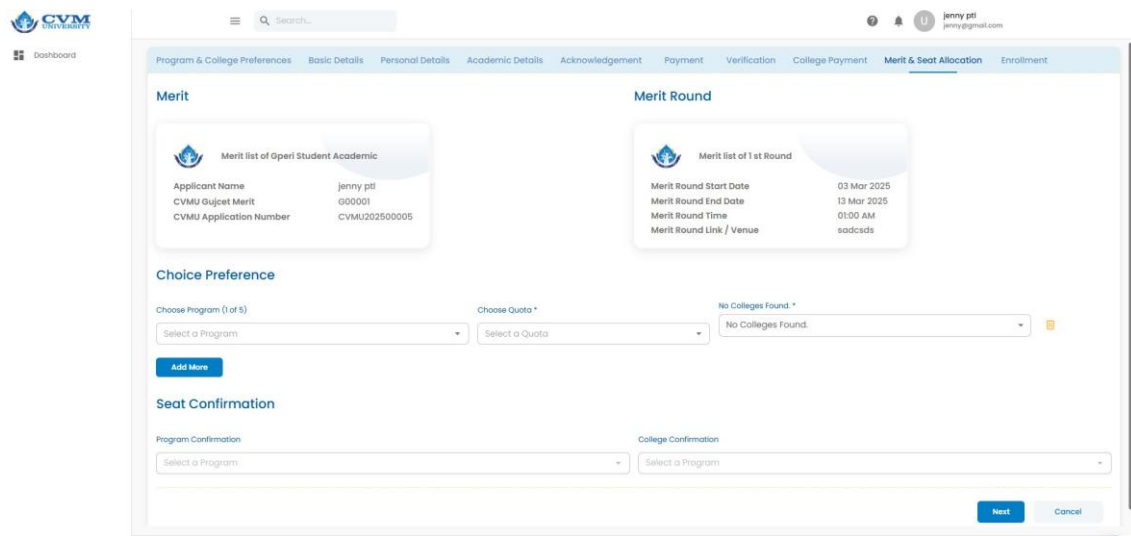 CVM
UNIVERSITY
Search...
U
jenny ptl
jenny@gmail.com
Dashboard
Program & College Preferences Basic Details Personal Details Academic Details Acknowledgement Payment Verification College Payment Merit & Seat Allocation Enrollment
Merit
Merit list of Gperi Student Academic
Applicant Name jenny ptl
CVMU Gujcet Merit G00001
CVMU Application Number CVMU202500005
Merit Round
Merit list of 1 st Round
Merit Round Start Date 03 Mar 2025
Merit Round End Date 13 Mar 2025
Merit Round Time 01:00 AM
Merit Round Link / Venue sadcsds
Choice Preference
Choose Program (1 of 5) Choose Quota * No Colleges Found. *
Select a Program Select a Quota No Colleges Found.
Add More
Seat Confirmation
Program Confirmation College Confirmation
Select a Program Select a Program
Next Cancel